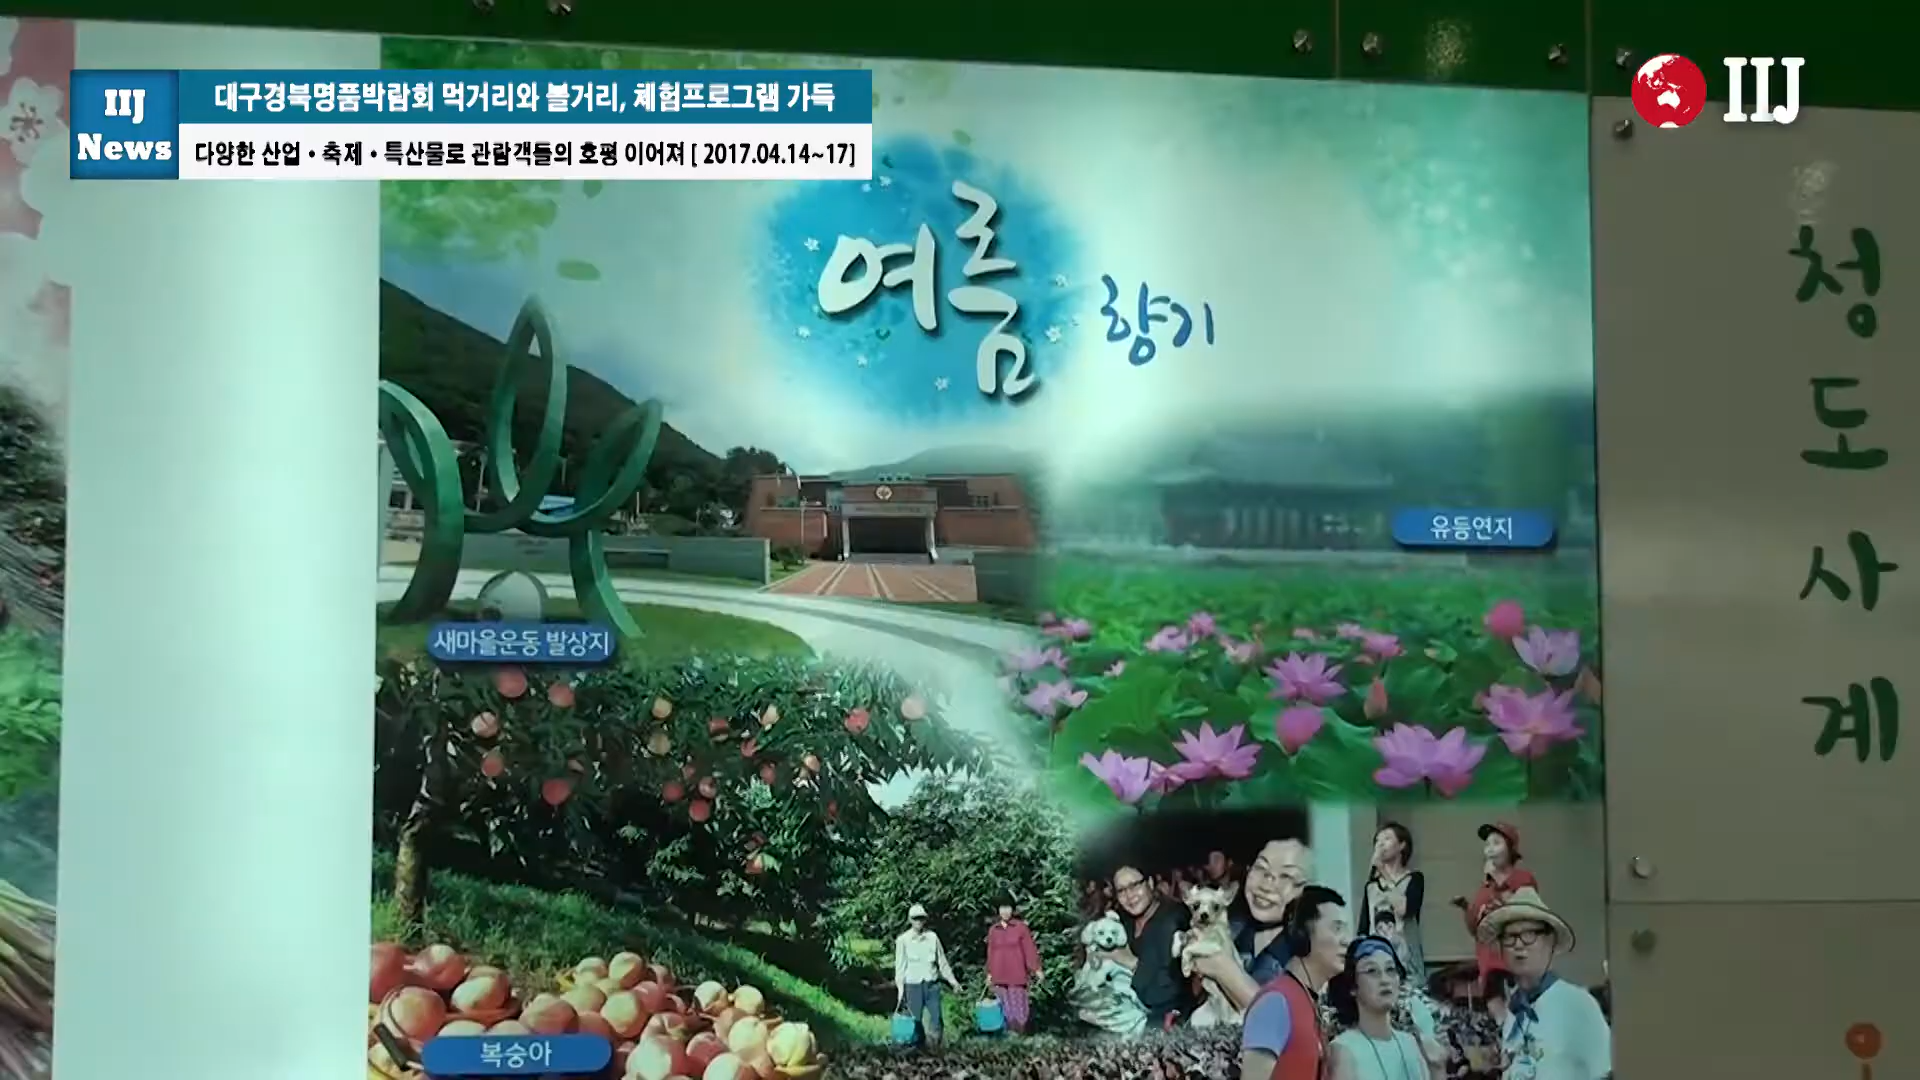 IIJ
News
대구경북명품박람회 먹거리와 볼거리, 체험프로그램 가득
다양한 산업・축제・특산물로 관람객들의 호평 이어져 [ 2017.04.14~17]
IIJ
여름
향기
청도사계
유등연지
새마을운동 발상지
복숭아